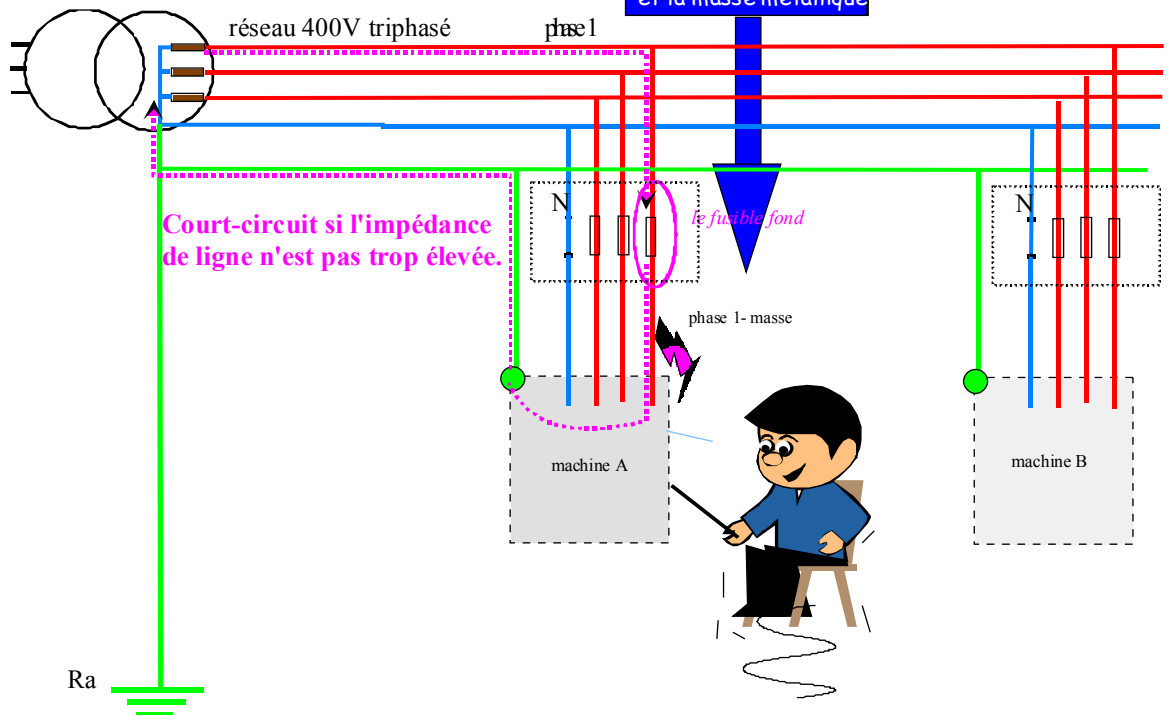 et la masse métallique
réseau 400V triphasé
phase1
N
le fusible fond
N
Court-circuit si l'impédance
de ligne n'est pas trop élevée.
phase 1- masse
machine A
machine B
Ra